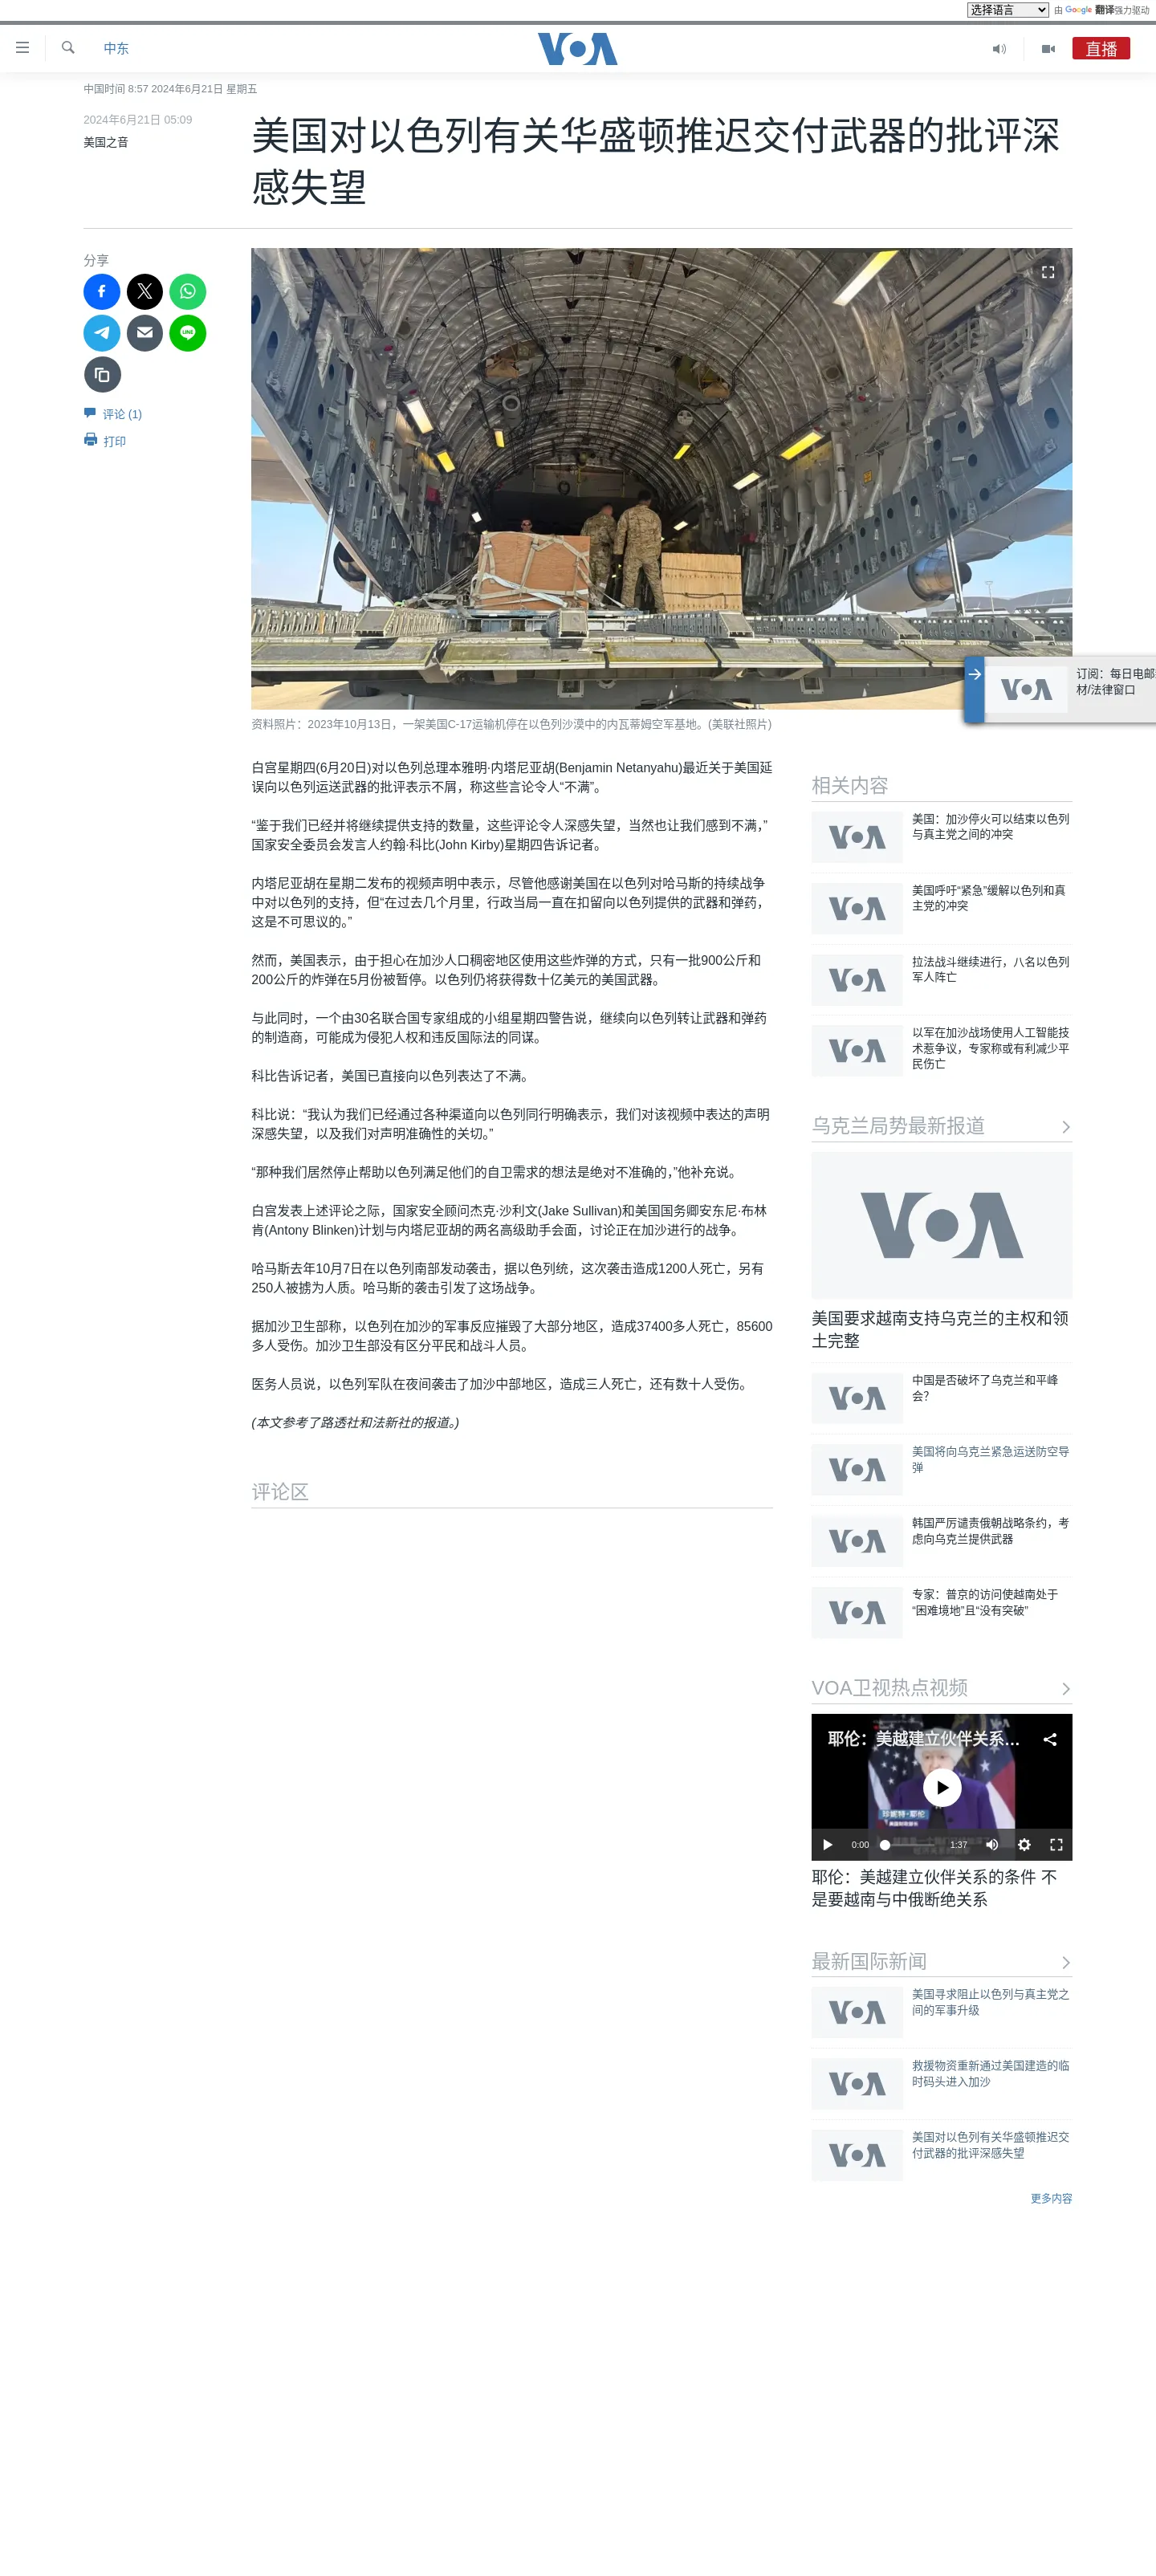 选择语言
由 Google 翻译强力驱动
中东
VOA
直播
中国时间 8:57 2024年6月21日 星期五
2024年6月21日 05:09
美国之音
美国对以色列有关华盛顿推迟交付武器的批评深
感失望
分享
LINE
评论 (1)
打印
订阅：每日电邮
材/法律窗口
VOA
资料照片：2023年10月13日，一架美国C-17运输机停在以色列沙漠中的内瓦蒂姆空军基地。(美联社照片)
白宫星期四(6月20日)对以色列总理本雅明·内塔尼亚胡(Benjamin Netanyahu)最近关于美国延
误向以色列运送武器的批评表示不屑，称这些言论令人“不满”。
“鉴于我们已经并将继续提供支持的数量，这些评论令人深感失望，当然也让我们感到不满，”
国家安全委员会发言人约翰·科比(John Kirby)星期四告诉记者。
内塔尼亚胡在星期二发布的视频声明中表示，尽管他感谢美国在以色列对哈马斯的持续战争
中对以色列的支持，但“在过去几个月里，行政当局一直在扣留向以色列提供的武器和弹药，
这是不可思议的。”
然而，美国表示，由于担心在加沙人口稠密地区使用这些炸弹的方式，只有一批900公斤和
200公斤的炸弹在5月份被暂停。以色列仍将获得数十亿美元的美国武器。
与此同时，一个由30名联合国专家组成的小组星期四警告说，继续向以色列转让武器和弹药
的制造商，可能成为侵犯人权和违反国际法的同谋。
科比告诉记者，美国已直接向以色列表达了不满。
科比说：“我认为我们已经通过各种渠道向以色列同行明确表示，我们对该视频中表达的声明
深感失望，以及我们对声明准确性的关切。”
“那种我们居然停止帮助以色列满足他们的自卫需求的想法是绝对不准确的，”他补充说。
白宫发表上述评论之际，国家安全顾问杰克·沙利文(Jake Sullivan)和美国国务卿安东尼·布林
肯(Antony Blinken)计划与内塔尼亚胡的两名高级助手会面，讨论正在加沙进行的战争。
哈马斯去年10月7日在以色列南部发动袭击，据以色列统，这次袭击造成1200人死亡，另有
250人被掳为人质。哈马斯的袭击引发了这场战争。
据加沙卫生部称，以色列在加沙的军事反应摧毁了大部分地区，造成37400多人死亡，85600
多人受伤。加沙卫生部没有区分平民和战斗人员。
医务人员说，以色列军队在夜间袭击了加沙中部地区，造成三人死亡，还有数十人受伤。
(本文参考了路透社和法新社的报道。)
评论区
相关内容
VOA
美国：加沙停火可以结束以色列
与真主党之间的冲突
VOA
美国呼吁“紧急”缓解以色列和真
主党的冲突
VOA
拉法战斗继续进行，八名以色列
军人阵亡
VOA
以军在加沙战场使用人工智能技
术惹争议，专家称或有利减少平
民伤亡
乌克兰局势最新报道
VOA
美国要求越南支持乌克兰的主权和领
土完整
VOA
中国是否破坏了乌克兰和平峰
会？
VOA
美国将向乌克兰紧急运送防空导
弹
VOA
韩国严厉谴责俄朝战略条约，考
虑向乌克兰提供武器
VOA
专家：普京的访问使越南处于
“困难境地”且“没有突破”
VOA卫视热点视频
耶伦：美越建立伙伴关系…
珍妮特·耶伦
美国财政部长
0:00
1:37
耶伦：美越建立伙伴关系的条件 不
是要越南与中俄断绝关系
最新国际新闻
VOA
美国寻求阻止以色列与真主党之
间的军事升级
VOA
救援物资重新通过美国建造的临
时码头进入加沙
VOA
美国对以色列有关华盛顿推迟交
付武器的批评深感失望
更多内容